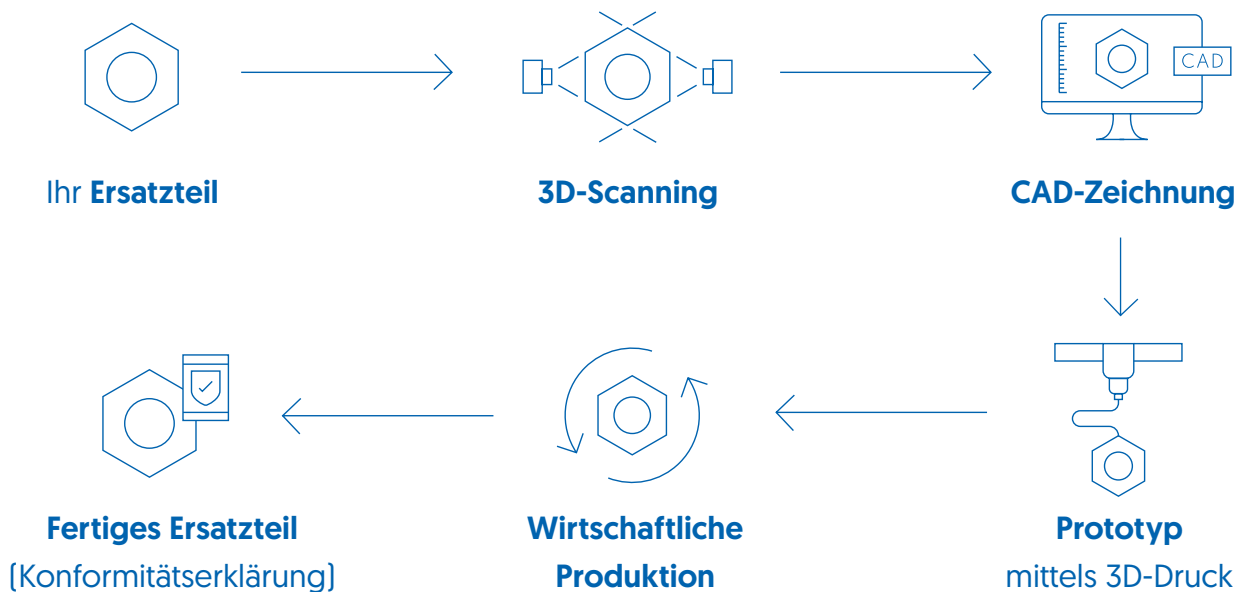 CAD
Ihr Ersatzteil
3D-Scanning
CAD-Zeichnung
Prototyp
mittels 3D-Druck
Wirtschaftliche
Produktion
Fertiges Ersatzteil
(Konformitätserklärung)